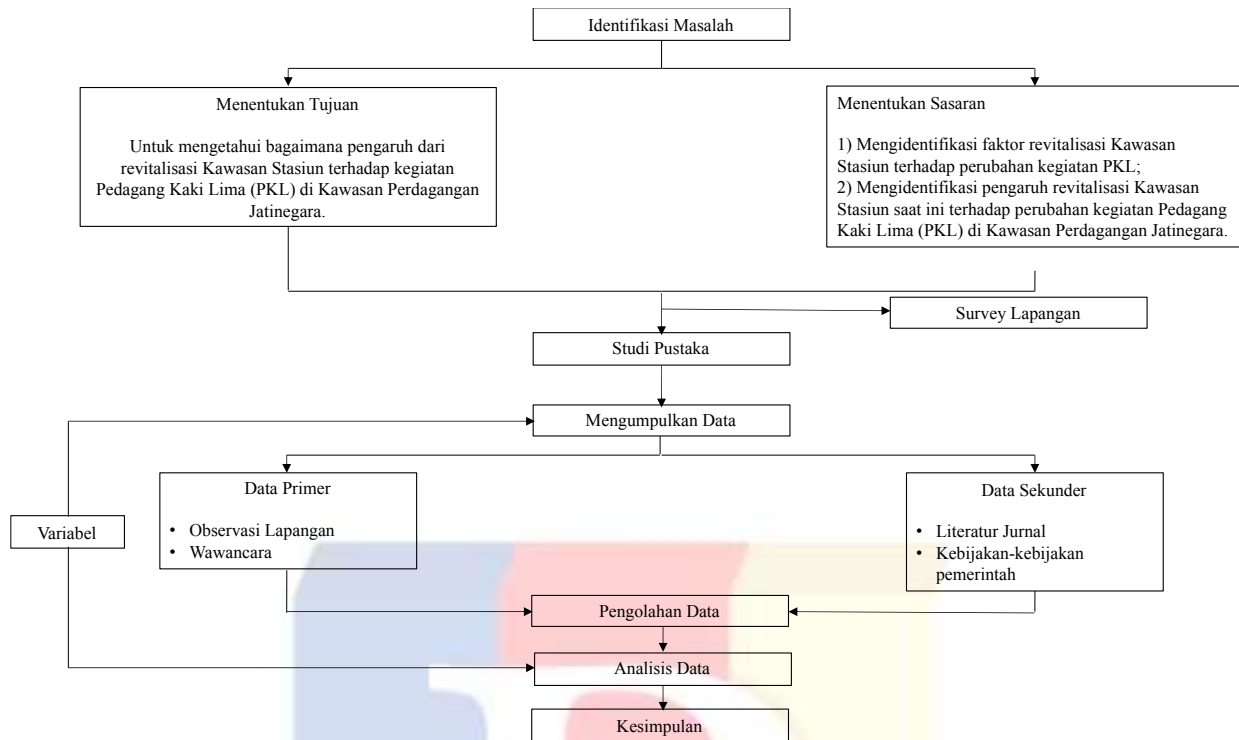 Identifikasi Masalah
Menentukan Tujuan
Untuk mengetahui bagaimana pengaruh dari
revitalisasi Kawasan Stasiun terhadap kegiatan
Pedagang Kaki Lima (PKL) di Kawasan Perdagangan
Jatinegara.
Menentukan Sasaran
1) Mengidentifikasi faktor revitalisasi Kawasan
Stasiun terhadap perubahan kegiatan PKL;
2) Mengidentifikasi pengaruh revitalisasi Kawasan
Stasiun saat ini terhadap perubahan kegiatan Pedagang
Kaki Lima (PKL) di Kawasan Perdagangan Jatinegara.
Survey Lapangan
Studi Pustaka
Mengumpulkan Data
Data Primer
• Observasi Lapangan
• Wawancara
Data Sekunder
• Literatur Jurnal
• Kebijakan-kebijakan
pemerintah
Variabel
Pengolahan Data
Analisis Data
Kesimpulan